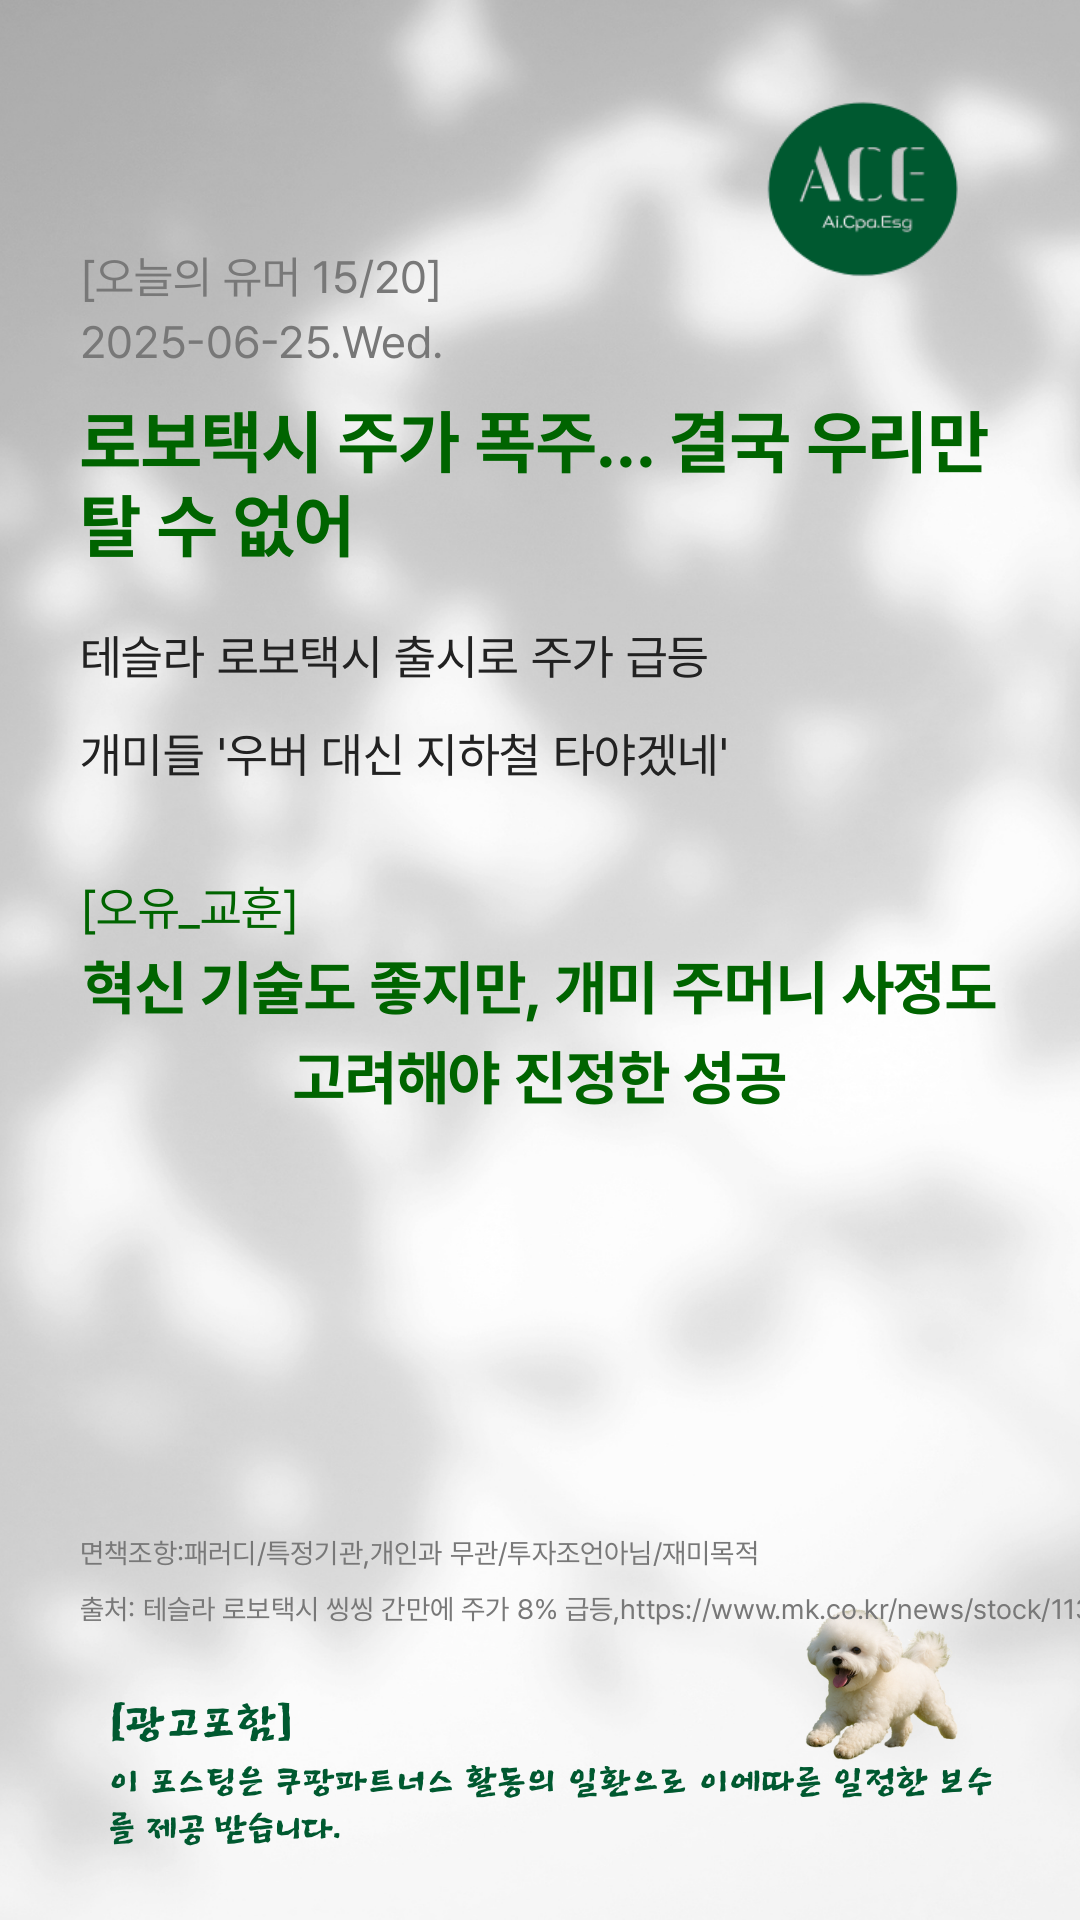 ACE
Ai.Cpa.Esg
[오늘의 유머 15/20]
2025-06-25.Wed.
로보택시 주가 폭주... 결국 우리만
탈 수 없어
테슬라 로보택시 출시로 주가 급등
개미들 '우버 대신 지하철 타야겠네'
[오유_교훈]
혁신 기술도 좋지만, 개미 주머니 사정도
고려해야 진정한 성공
면책조항:패러디/특정기관,개인과 무관/투자조언아님/재미목적
출처: 테슬라 로보택시 씽씽 간만에 주가 8% 급등,https://www.mk.co.kr/news/stock/113
[광고포함]
이 포스팅은 쿠팡파트너스 활동의 일환으로 이에따른 일정한 보수
를 제공 받습니다.